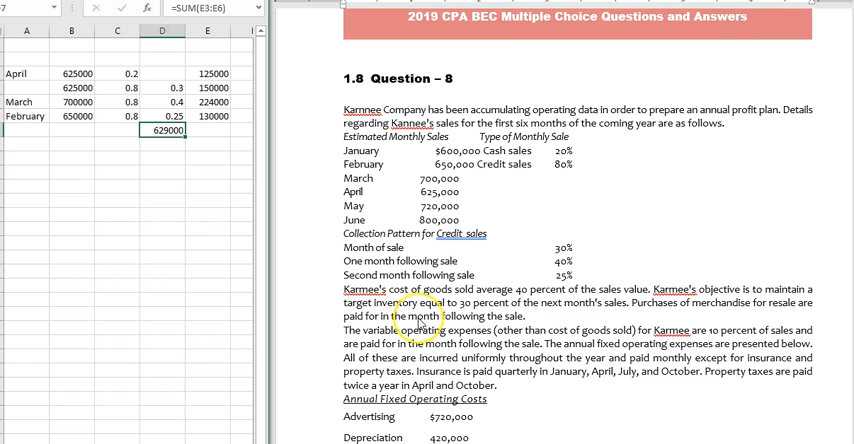 =SUM(E3:E6)
A B C D E
April 625000 0.2 125000
625000 0.8 0.3 150000
March 700000 0.8 0.4 224000
February 650000 0.8 0.25 130000
629000
2019 CPA BEC Multiple Choice Questions and Answers
1.8 Question – 8
Karnnee Company has been accumulating operating data in order to prepare an annual profit plan. Details
regarding Kannee's sales for the first six months of the coming year are as follows.
Estimated Monthly Sales Type of Monthly Sale
January $600,000 Cash sales 20%
February 650,000 Credit sales 80%
March 700,000
April 625,000
May 720,000
June 800,000
Collection Pattern for Credit sales
Month of sale 30%
One month following sale 40%
Second month following sale 25%
Karmee's cost of goods sold average 40 percent of the sales value. Karmee's objective is to maintain a
target inventory equal to 30 percent of the next month's sales. Purchases of merchandise for resale are
paid for in the month following the sale.
The variable operating expenses (other than cost of goods sold) for Karmee are 10 percent of sales and
are paid for in the month following the sale. The annual fixed operating expenses are presented below.
All of these are incurred uniformly throughout the year and paid monthly except for insurance and
property taxes. Insurance is paid quarterly in January, April, July, and October. Property taxes are paid
twice a year in April and October.
Annual Fixed Operating Costs
Advertising $720,000
Depreciation 420,000